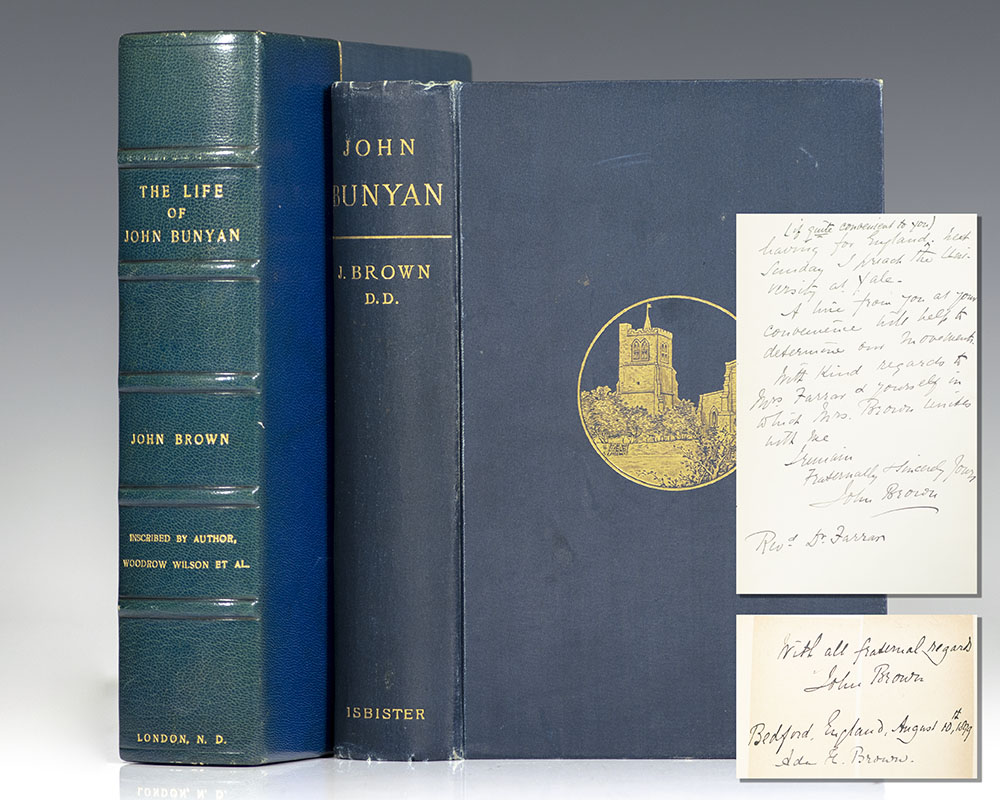 THE LIFE
OF
JOHN BUNYAN
JOHN BROWN
INSCRIBED BY AUTHOR,
WOODROW WILSON ET AL.
LONDON, N. D.
JOHN
BUNYAN
J. BROWN
D.D.
ISBISTER
(if quite convenient to you)
having for England. Next
Sunday I preach the Uni-
versity at Yale.
A line from you at your
convenience will help to
determine our movements.
With kind regards to
Mrs Farrar & yourself in
which Mrs. Brown unites
with me
I remain
Fraternally & Sincerely Yours
John Brown
Revd Dr. Farrar
With all fraternal regards
John Brown
Bedford, England, August 10th,
Ada H. Brown.